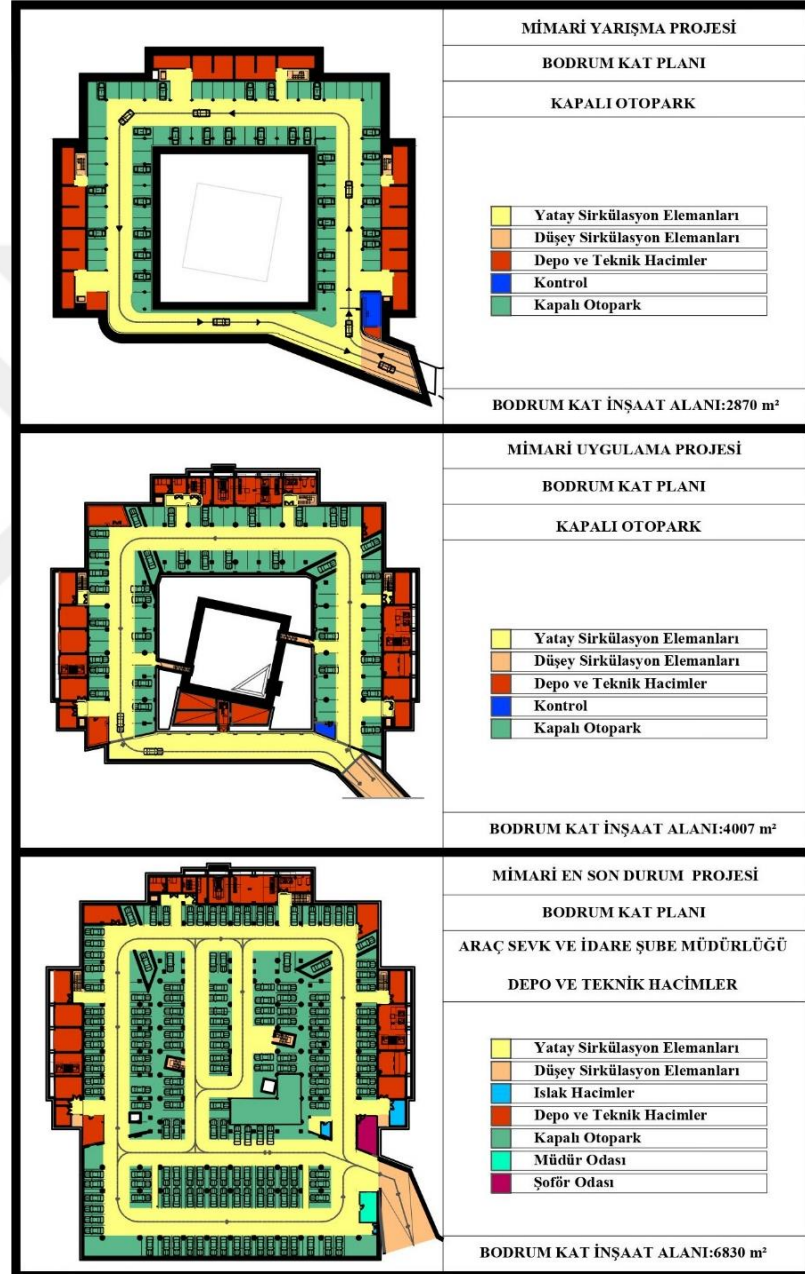 MİMARİ YARIŞMA PROJESİ
BODRUM KAT PLANI
KAPALI OTOPARK
Yatay Sirkülasyon Elemanları
Düşey Sirkülasyon Elemanları
Depo ve Teknik Hacimler
Kontrol
Kapalı Otopark
BODRUM KAT İNŞAAT ALANI:2870 m²
MİMARİ UYGULAMA PROJESİ
BODRUM KAT PLANI
KAPALI OTOPARK
Yatay Sirkülasyon Elemanları
Düşey Sirkülasyon Elemanları
Depo ve Teknik Hacimler
Kontrol
Kapalı Otopark
BODRUM KAT İNŞAAT ALANI:4007 m²
MİMARİ EN SON DURUM PROJESİ
BODRUM KAT PLANI
ARAÇ SEVK VE İDARE ŞUBE MÜDÜRLÜĞÜ
DEPO VE TEKNİK HACİMLER
Yatay Sirkülasyon Elemanları
Düşey Sirkülasyon Elemanları
Islak Hacimler
Depo ve Teknik Hacimler
Kapalı Otopark
Müdür Odası
Şoför Odası
BODRUM KAT İNŞAAT ALANI:6830 m²